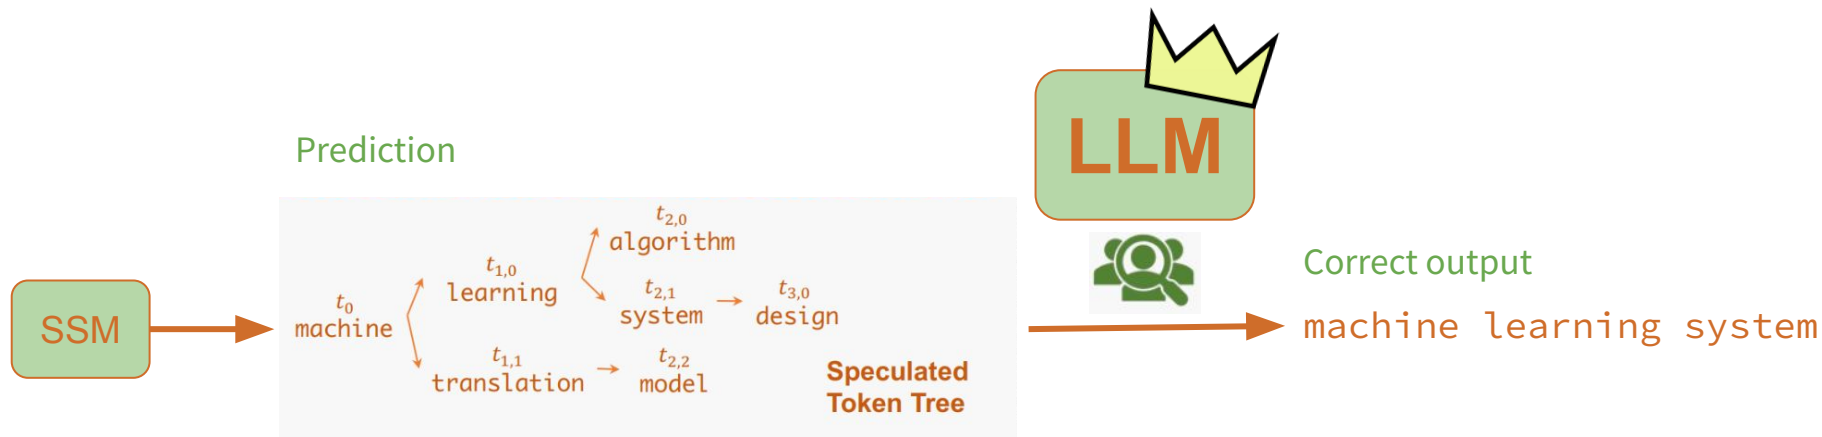 SSM
Prediction
t0
machine
t1,0
learning
t1,1
translation
t2,0
algorithm
t2,1
system
t2,2
model
t3,0
design
Speculated
Token Tree
LLM
Correct output
machine learning system